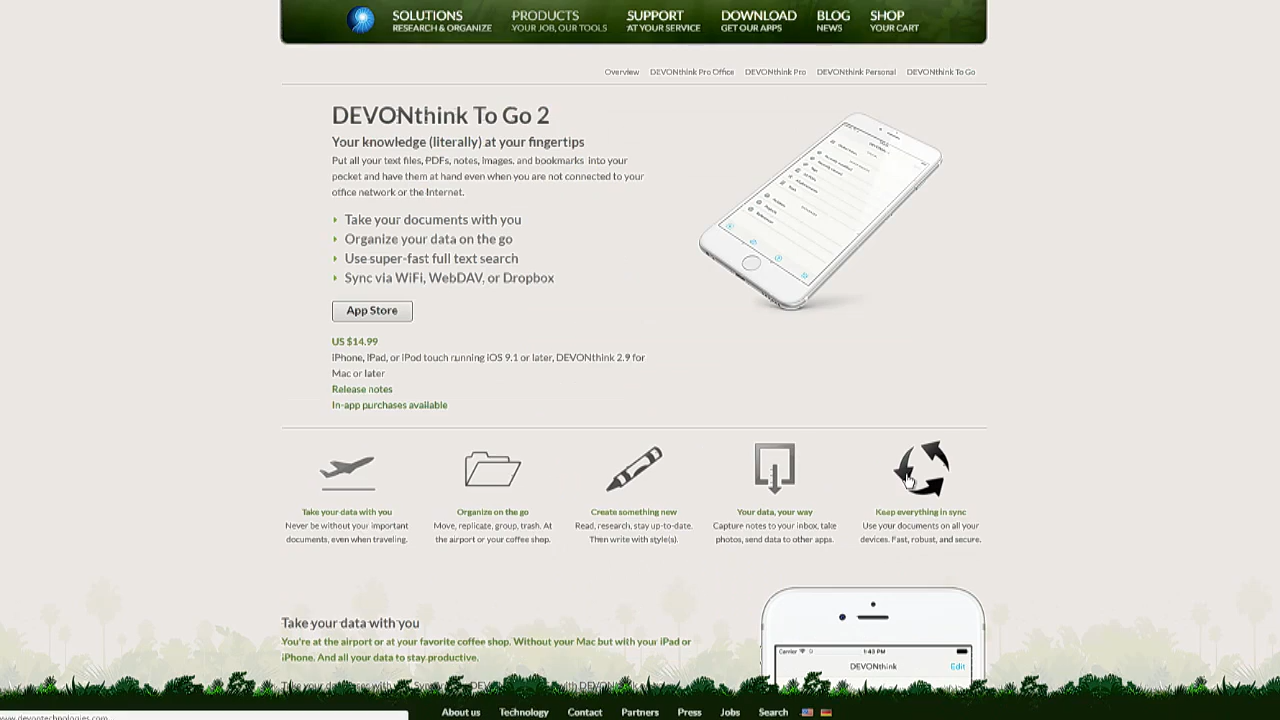 SOLUTIONS PRODUCTS SUPPORT DOWNLOAD BLOG SHOP
RESEARCH & ORGANIZE YOUR JOB, OUR TOOLS AT YOUR SERVICE GET OUR APPS NEWS YOUR CART
Overview DEVONthink Pro Office DEVONthink Pro DEVONthink Personal DEVONthink To Go
DEVONthink To Go 2
Your knowledge (literally) at your fingertips
Put all your text files, PDFs, notes, images, and bookmarks into your
pocket and have them at hand even when you are not connected to your
office network or the Internet.
Take your documents with you
Organize your data on the go
Use super-fast full text search
Sync via WiFi, WebDAV, or Dropbox
App Store
US $14.99
iPhone, iPad, or iPod touch running iOS 9.1 or later, DEVONthink 2.9 for
Mac or later
Release notes
In-app purchases available
Take your data with you
Never be without your important
documents, even when traveling.
Organize on the go
Move, replicate, group, trash. At
the airport or your coffee shop.
Create something new
Read, research, stay up-to-date.
Then write with style(s).
Your data, your way
Capture notes to your inbox, take
photos, send data to other apps.
Keep everything in sync
Use your documents on all your
devices. Fast, robust, and secure.
Take your data with you
You're at the airport or at your favorite coffee shop. Without your Mac but with your iPad or
iPhone. And all your data to stay productive.
Carrier 1:43 PM
DEVONthink Edit
About us Technology Contact Partners Press Jobs Search
www.devontechnologies.com